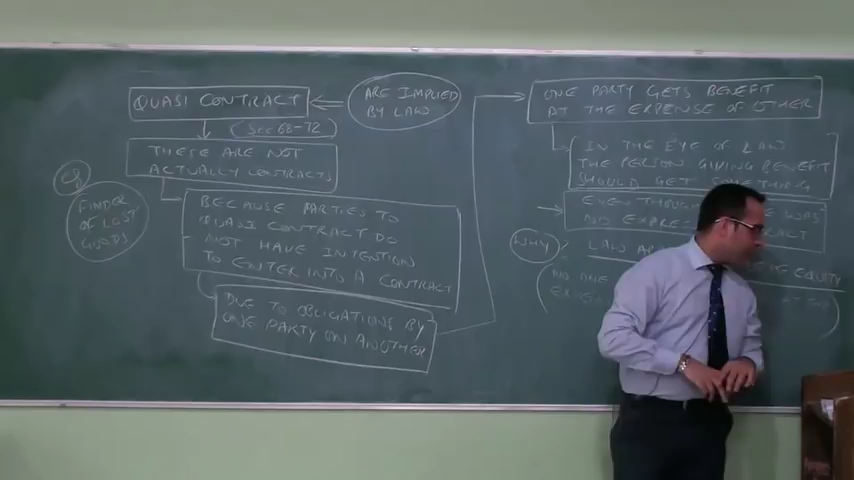 QUASI CONTRACT
(Sec 68-72)
ARE IMPLIED
BY LAW
THESE ARE NOT
ACTUALLY CONTRACTS
eg
FINDER
OF LOST
GOODS
BECAUSE PARTIES TO
QUASI CONTRACT DO
NOT HAVE INTENTION
TO ENTER INTO A CONTRACT
DUE TO OBLIGATIONS BY
ONE PARTY ON ANOTHER
ONE PARTY GETS BENEFIT
AT THE EXPENSE OF OTHER
IN THE EYE OF LAW
THE PERSON GIVING BENEFIT
SHOULD GET SOMETHING
EVEN THOUGH WAS
NO EXPRE
WHY
LAW EQUITY
NO ONE